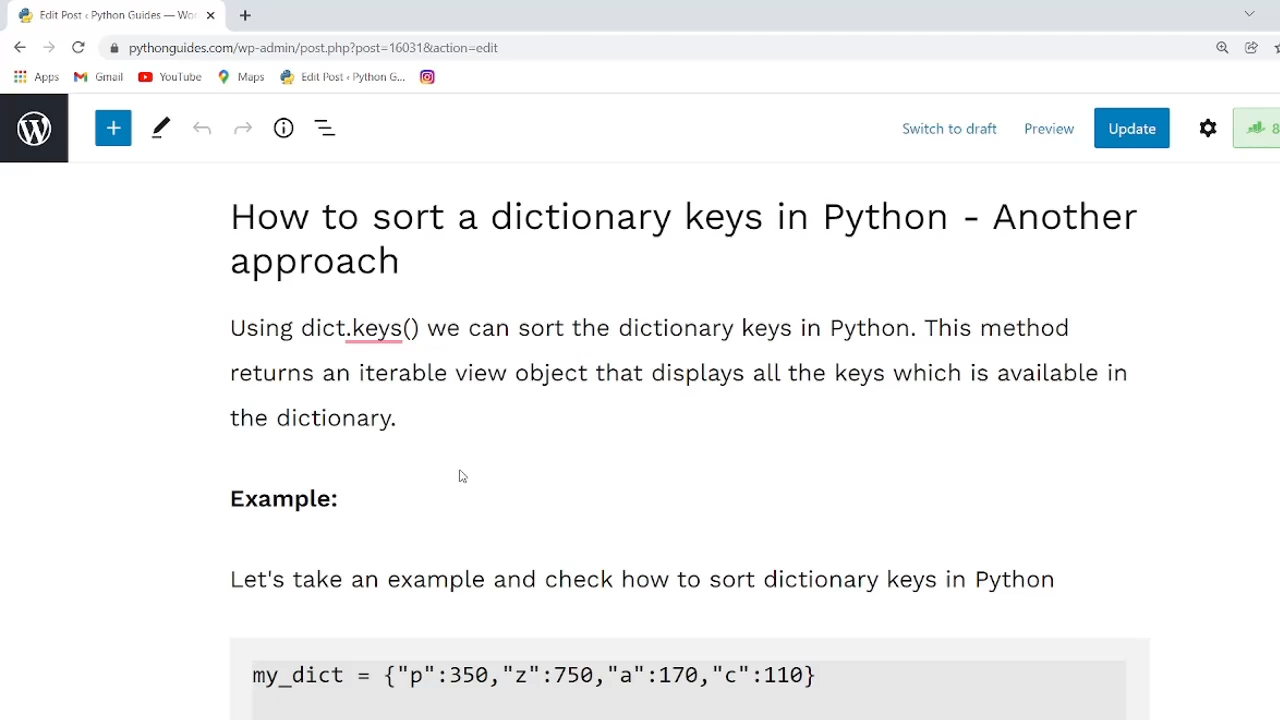 Edit Post ‹ Python Guides — Wor
pythonguides.com/wp-admin/post.php?post=16031&action=edit
Apps Gmail YouTube Maps Edit Post ‹ Python G...
Switch to draft Preview Update 8
How to sort a dictionary keys in Python - Another
approach
Using dict.keys() we can sort the dictionary keys in Python. This method
returns an iterable view object that displays all the keys which is available in
the dictionary.
Example:
Let's take an example and check how to sort dictionary keys in Python
my_dict = {"p":350,"z":750,"a":170,"c":110}